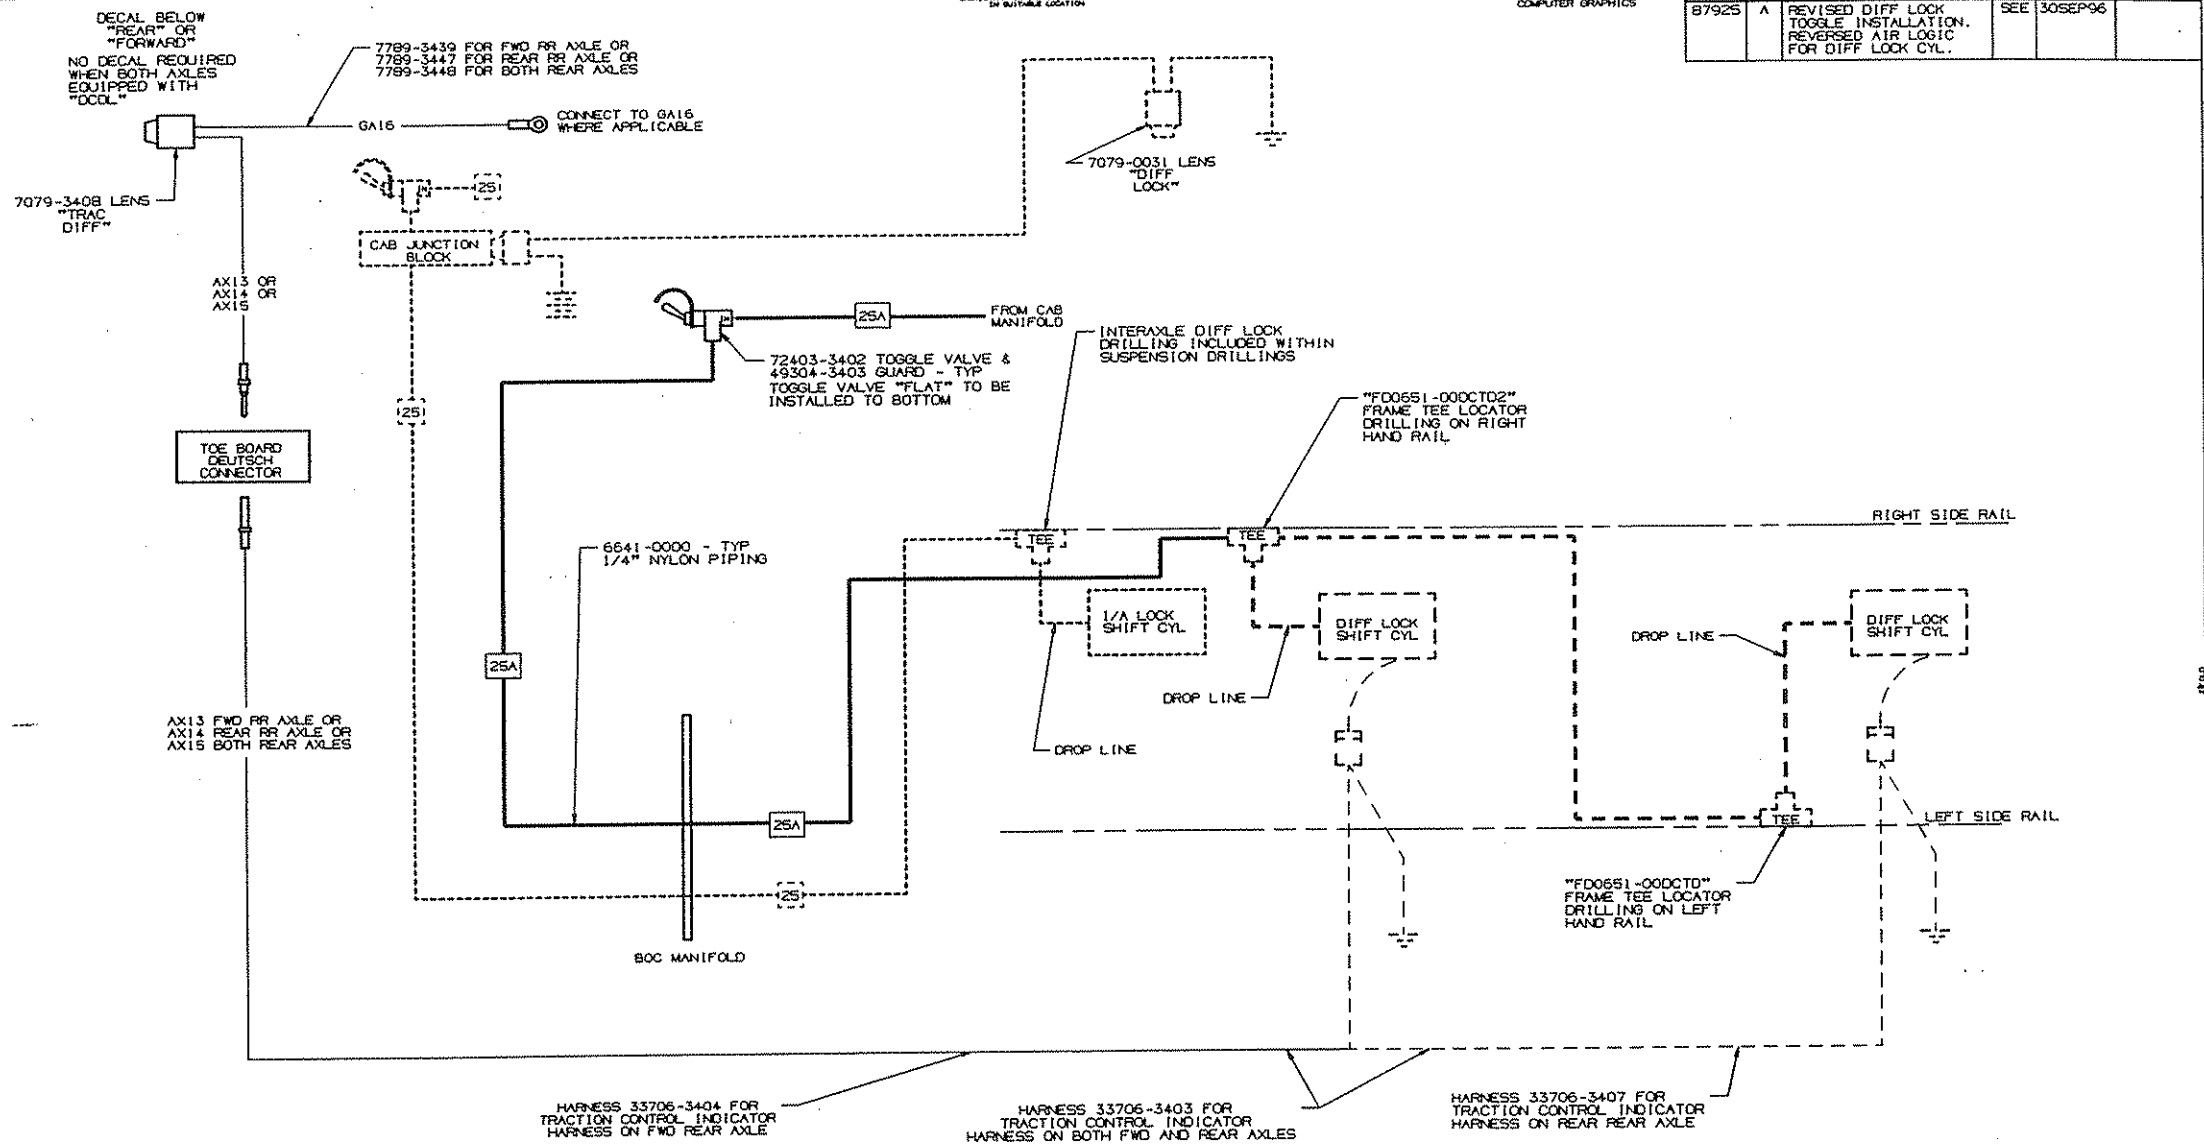 IN SUITABLE LOCATION
COMPUTER GRAPHICS
87925 A REVISED DIFF LOCK SEE 30SEP96
TOGGLE INSTALLATION.
REVERSED AIR LOGIC
FOR DIFF LOCK CYL.
DECAL BELOW
"REAR" OR
"FORWARD"
NO DECAL REQUIRED
WHEN BOTH AXLES
EQUIPPED WITH
"DCDL"
7789-3439 FOR FWD RR AXLE OR
7789-3447 FOR REAR RR AXLE OR
7789-3448 FOR BOTH REAR AXLES
GA16
CONNECT TO GA16
WHERE APPLICABLE
7079-0031 LENS
"DIFF
LOCK"
7079-3408 LENS
"TRAC
DIFF"
25
CAB JUNCTION
BLOCK
AX13 OR
AX14 OR
AX15
25A
FROM CAB
MANIFOLD
72403-3402 TOGGLE VALVE &
49304-3403 GUARD - TYP
TOGGLE VALVE "FLAT" TO BE
INSTALLED TO BOTTOM
INTERAXLE DIFF LOCK
DRILLING INCLUDED WITHIN
SUSPENSION DRILLINGS
"FD0651-00DCTD2"
FRAME TEE LOCATOR
DRILLING ON RIGHT
HAND RAIL
25
TOE BOARD
DEUTSCH
CONNECTOR
RIGHT SIDE RAIL
TEE
TEE
6641-0000 - TYP
1/4" NYLON PIPING
I/A LOCK
SHIFT CYL
DIFF LOCK
SHIFT CYL
DIFF LOCK
SHIFT CYL
DROP LINE
25A
DROP LINE
DROP LINE
AX13 FWD RR AXLE OR
AX14 REAR RR AXLE OR
AX15 BOTH REAR AXLES
25A
TEE
LEFT SIDE RAIL
25
"FD0651-00DCTD"
FRAME TEE LOCATOR
DRILLING ON LEFT
HAND RAIL
BOC MANIFOLD
HARNESS 33706-3404 FOR
TRACTION CONTROL INDICATOR
HARNESS ON FWD REAR AXLE
HARNESS 33706-3403 FOR
TRACTION CONTROL INDICATOR
HARNESS ON BOTH FWD AND REAR AXLES
HARNESS 33706-3407 FOR
TRACTION CONTROL INDICATOR
HARNESS ON REAR REAR AXLE